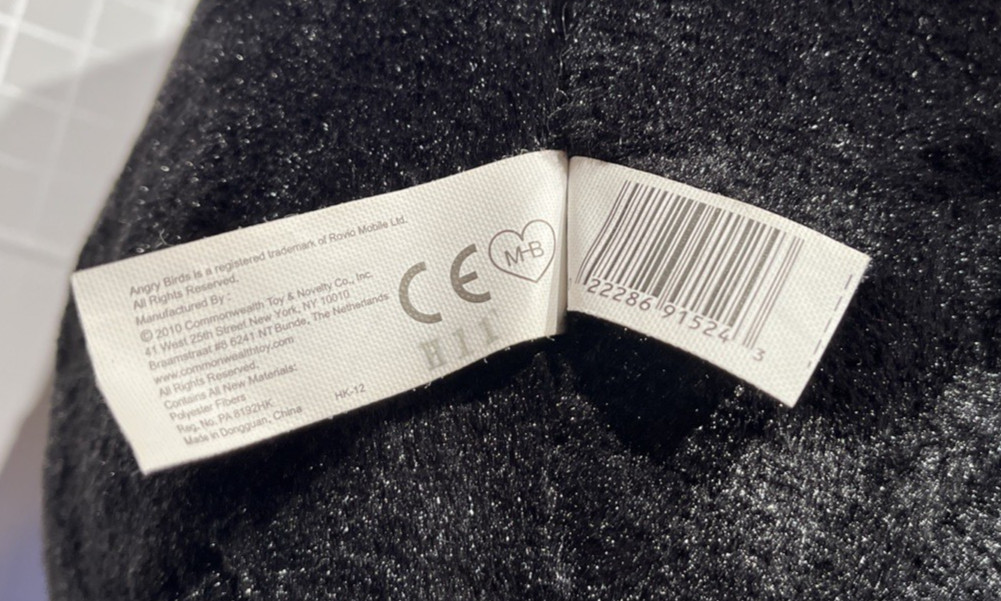 Angry Birds is a registered trademark of Rovio Mobile Ltd.
All Rights Reserved.
Manufactured By:
© 2010 Commonwealth Toy & Novelty Co., Inc.
41 West 25th Street New York, NY 10010
Braamstraat #8 6241 NT Bunde, The Netherlands
www.commonwealthtoy.com
All Rights Reserved.
Contains All New Materials:
Polyester Fibers
Reg. No. PA 8192HK
Made in Dongguan, China HK-12
CE
M-B
22286 91524 3